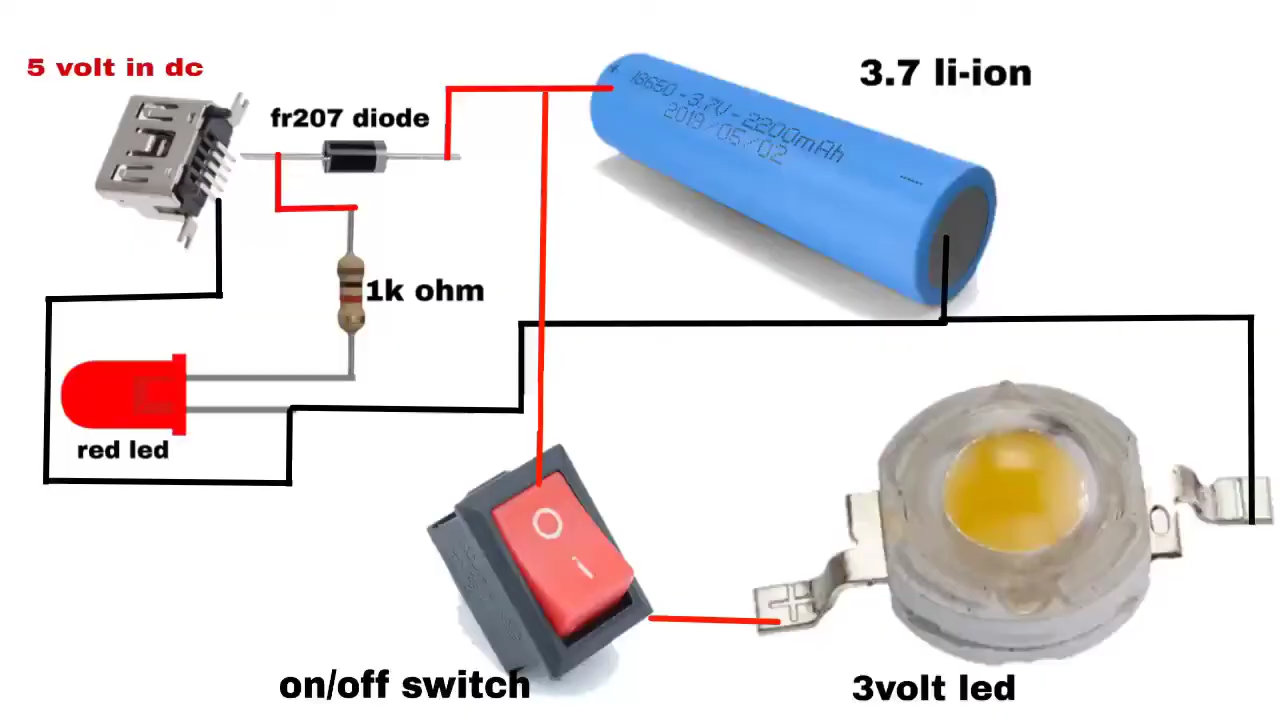 5 volt in dc
fr207 diode
3.7 li-ion
+ 18650 - 3.7V - 2200mAh
2019/05/02
1k ohm
red led
on/off switch
3volt led